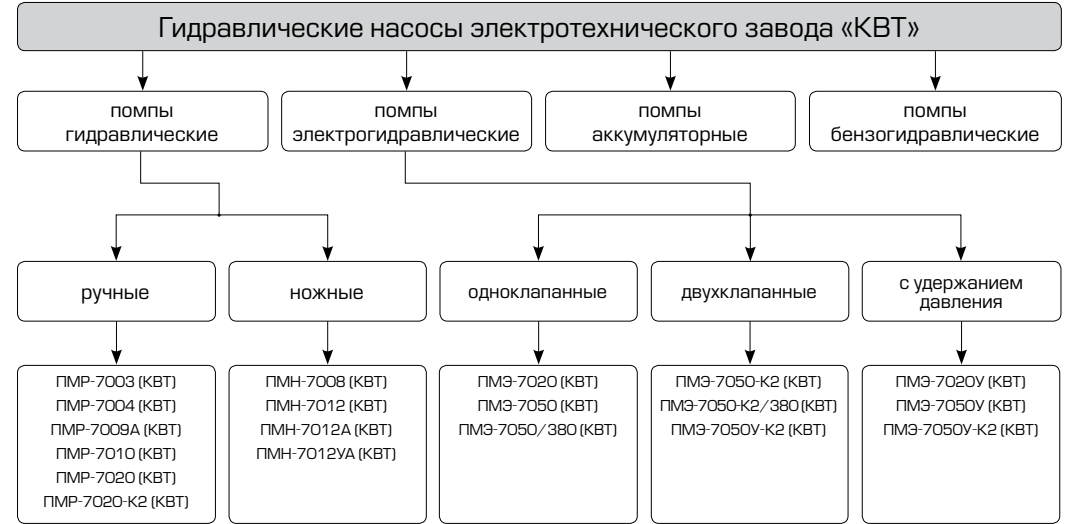 Гидравлические насосы электротехнического завода «КВТ»
помпы
гидравлические
помпы
электрогидравлические
помпы
аккумуляторные
помпы
бензогидравлические
ручные
ножные
одноклапанные
двухклапанные
с удержанием
давления
ПМР-7003 (КВТ)
ПМР-7004 (КВТ)
ПМР-7009А (КВТ)
ПМР-7010 (КВТ)
ПМР-7020 (КВТ)
ПМР-7020-К2 (КВТ)
ПМН-7008 (КВТ)
ПМН-7012 (КВТ)
ПМН-7012А (КВТ)
ПМН-7012УА (КВТ)
ПМЭ-7020 (КВТ)
ПМЭ-7050 (КВТ)
ПМЭ-7050/380 (КВТ)
ПМЭ-7050-К2 (КВТ)
ПМЭ-7050-К2/380 (КВТ)
ПМЭ-7050У-К2 (КВТ)
ПМЭ-7020У (КВТ)
ПМЭ-7050У (КВТ)
ПМЭ-7050У-К2 (КВТ)